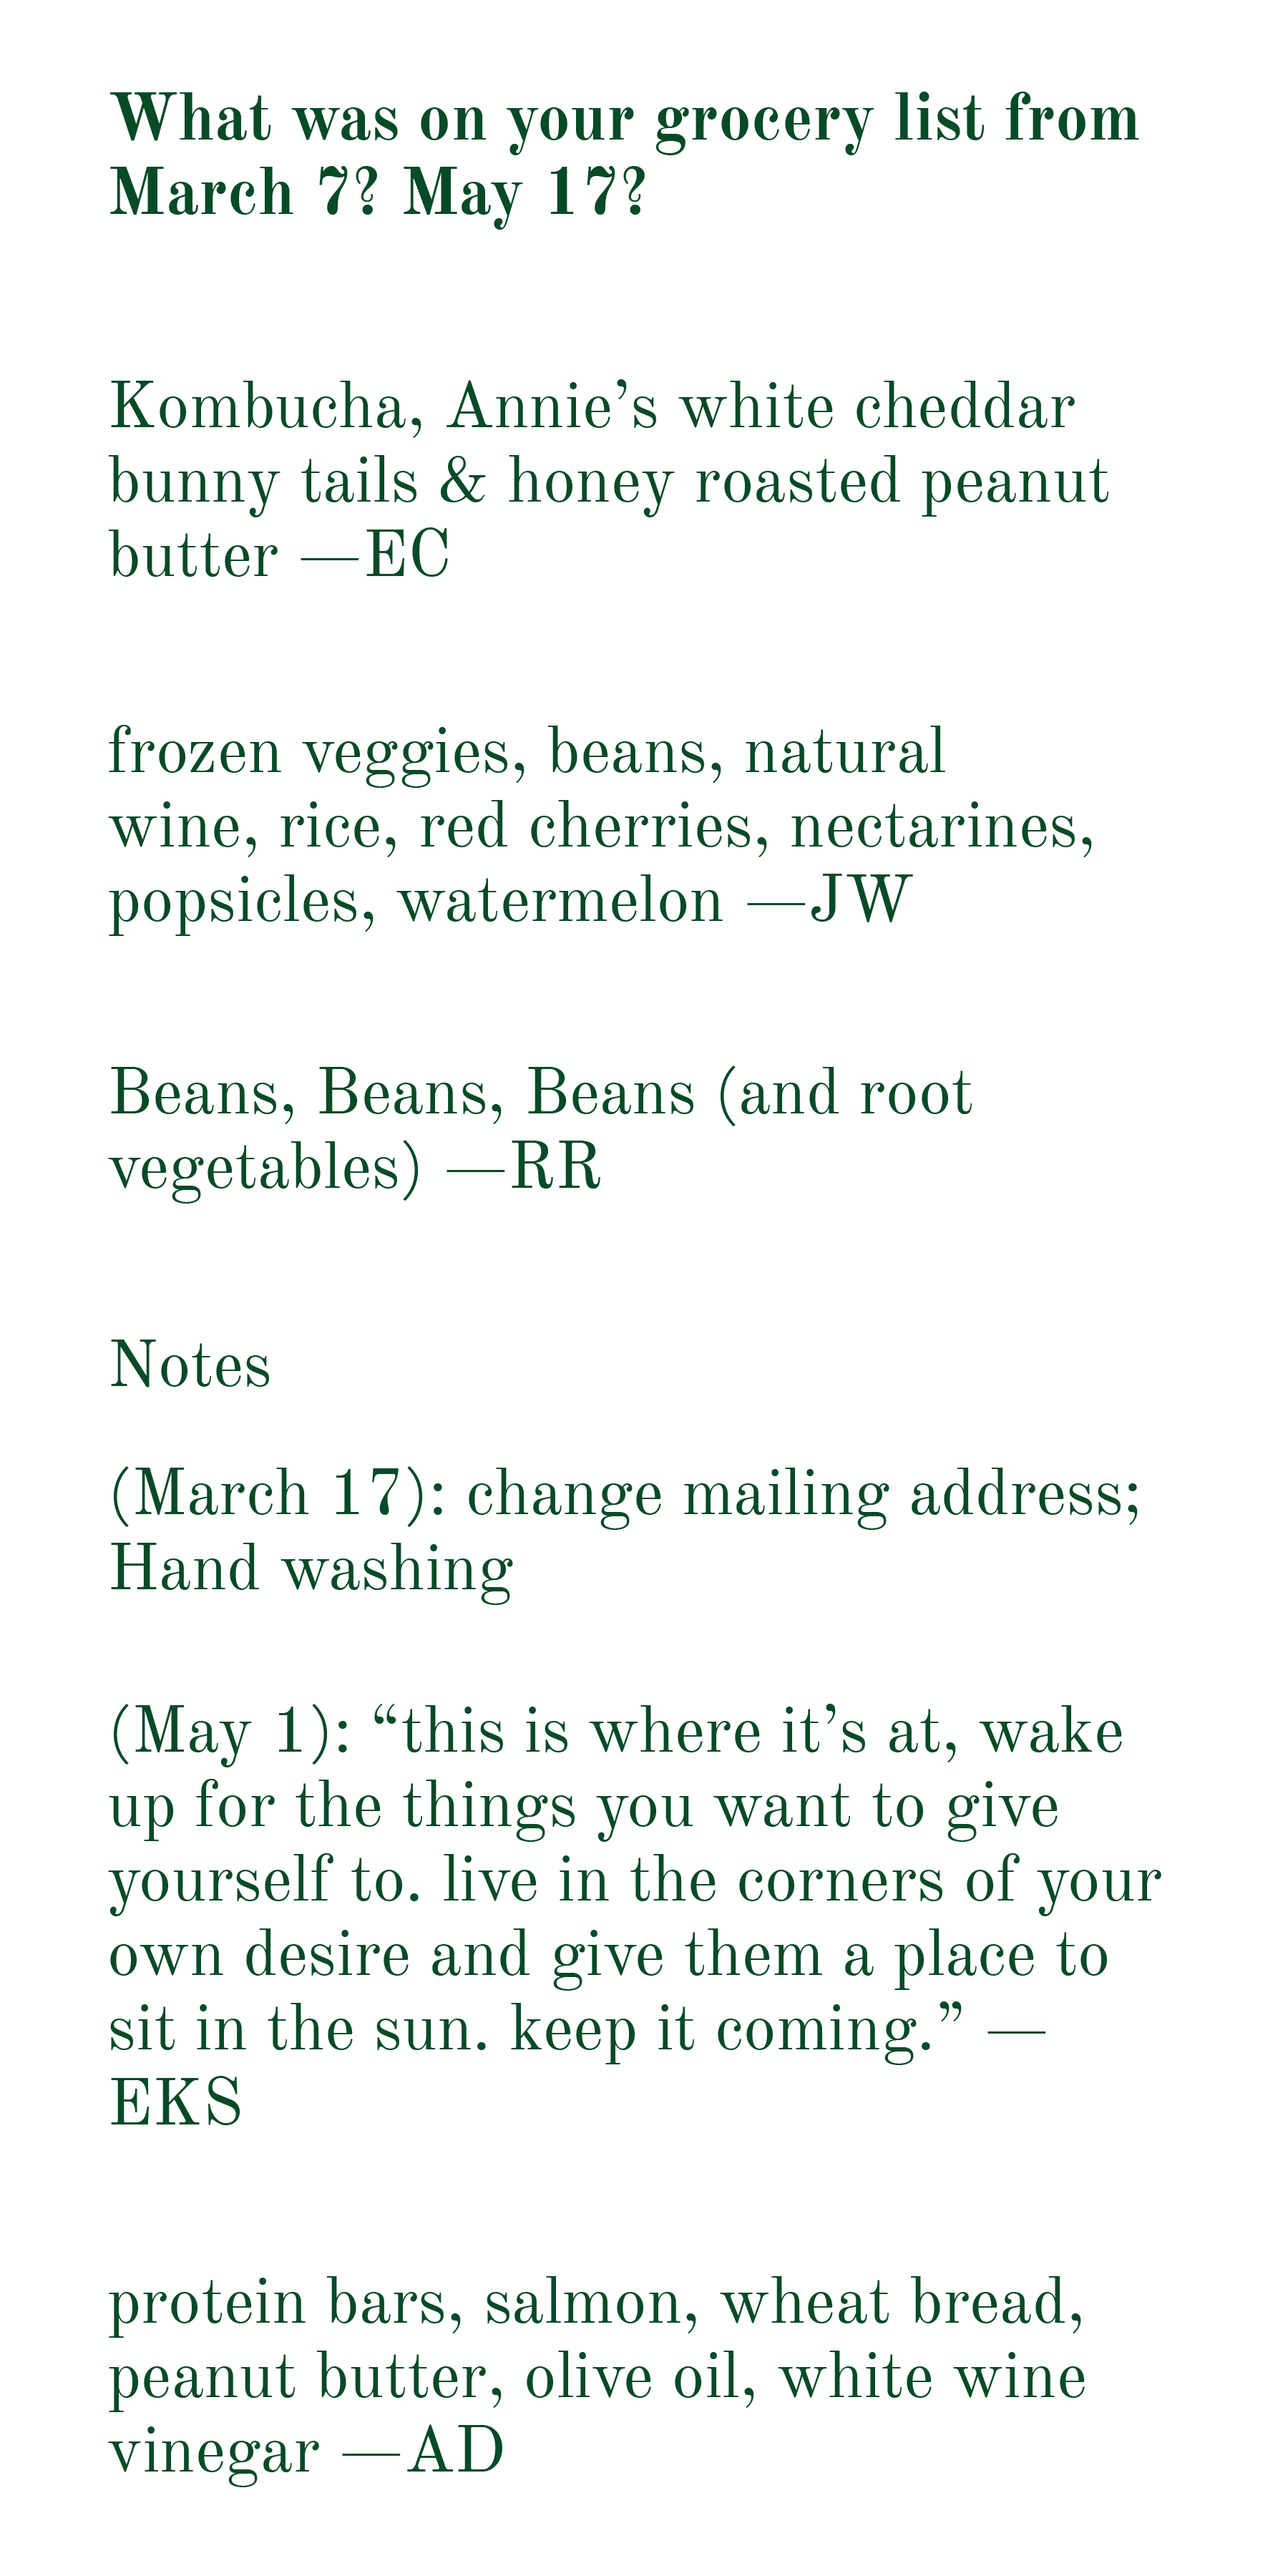 What was on your grocery list from
March 7? May 17?
Kombucha, Annie’s white cheddar
bunny tails & honey roasted peanut
butter —EC
frozen veggies, beans, natural
wine, rice, red cherries, nectarines,
popsicles, watermelon —JW
Beans, Beans, Beans (and root
vegetables) —RR
Notes
(March 17): change mailing address;
Hand washing
(May 1): “this is where it’s at, wake
up for the things you want to give
yourself to. live in the corners of your
own desire and give them a place to
sit in the sun. keep it coming.” —
EKS
protein bars, salmon, wheat bread,
peanut butter, olive oil, white wine
vinegar —AD